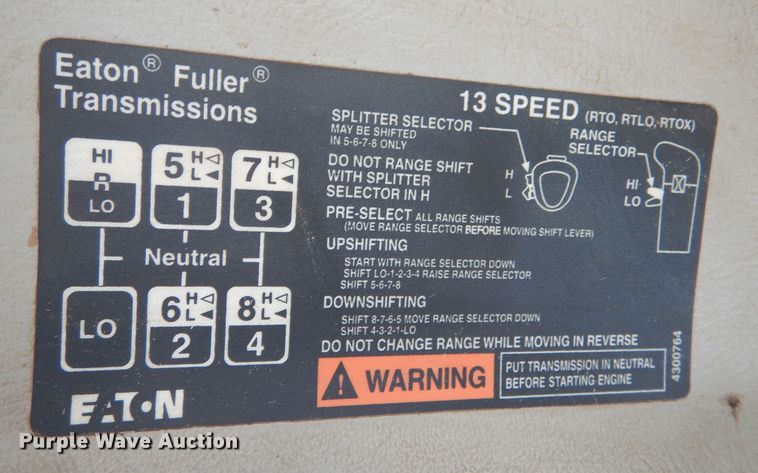 Eaton® Fuller®
Transmissions
HI
R
LO
5 H◁
L◀
1
7 H◁
L◀
3
Neutral
LO
6 H◁
L◀
2
8 H◁
L◀
4
EATON
13 SPEED (RTO, RTLO, RTOX)
SPLITTER SELECTOR
MAY BE SHIFTED
IN 5-6-7-8 ONLY
RANGE
SELECTOR
H
L
HI
LO
DO NOT RANGE SHIFT
WITH SPLITTER
SELECTOR IN H
PRE-SELECT ALL RANGE SHIFTS
(MOVE RANGE SELECTOR BEFORE MOVING SHIFT LEVER)
UPSHIFTING
START WITH RANGE SELECTOR DOWN
SHIFT LO-1-2-3-4 RAISE RANGE SELECTOR
SHIFT 5-6-7-8
DOWNSHIFTING
SHIFT 8-7-6-5 MOVE RANGE SELECTOR DOWN
SHIFT 4-3-2-1-LO
DO NOT CHANGE RANGE WHILE MOVING IN REVERSE
WARNING
PUT TRANSMISSION IN NEUTRAL
BEFORE STARTING ENGINE
4300764
Purple Wave Auction